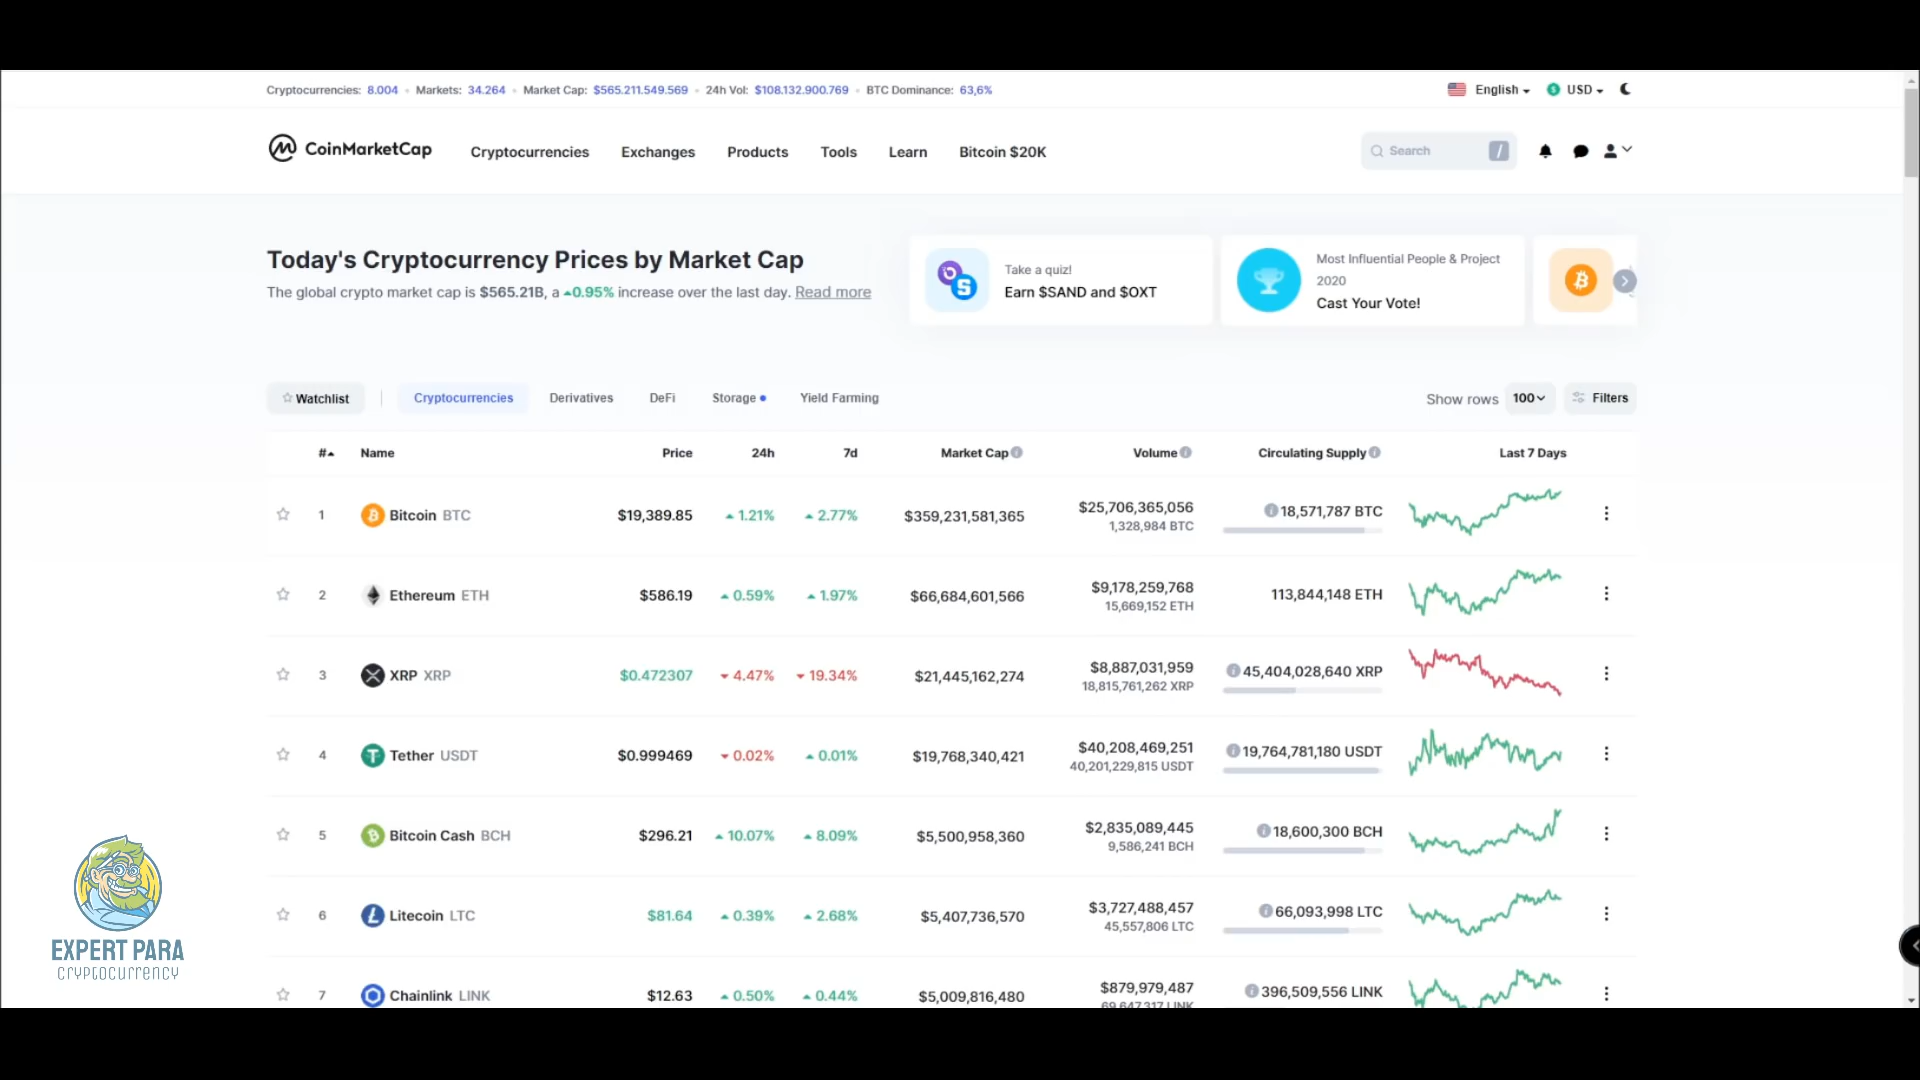 Cryptocurrencies: 8.004 • Markets: 34.264 • Market Cap: $565.211.549.569 • 24h Vol: $108.132.900.769 • BTC Dominance: 63,6% English USD
CoinMarketCap Cryptocurrencies Exchanges Products Tools Learn Bitcoin $20K Search /
Today's Cryptocurrency Prices by Market Cap
The global crypto market cap is $565.21B, a 0.95% increase over the last day. Read more
Take a quiz!
Earn $SAND and $OXT
Most Influential People & Project
2020
Cast Your Vote!
Watchlist Cryptocurrencies Derivatives DeFi Storage Yield Farming Show rows 100 Filters
# Name Price 24h 7d Market Cap Volume Circulating Supply Last 7 Days
1 Bitcoin BTC $19,389.85 1.21% 2.77% $359,231,581,365 $25,706,365,056 18,571,787 BTC
1,328,984 BTC
2 Ethereum ETH $586.19 0.59% 1.97% $66,684,601,566 $9,178,259,768 113,844,148 ETH
15,669,152 ETH
3 XRP XRP $0.472307 4.47% 19.34% $21,445,162,274 $8,887,031,959 45,404,028,640 XRP
18,815,761,262 XRP
4 Tether USDT $0.999469 0.02% 0.01% $19,768,340,421 $40,208,469,251 19,764,781,180 USDT
40,201,229,815 USDT
5 Bitcoin Cash BCH $296.21 10.07% 8.09% $5,500,958,360 $2,835,089,445 18,600,300 BCH
9,586,241 BCH
6 Litecoin LTC $81.64 0.39% 2.68% $5,407,736,570 $3,727,488,457 66,093,998 LTC
45,557,806 LTC
7 Chainlink LINK $12.63 0.50% 0.44% $5,009,816,480 $879,979,487 396,509,556 LINK
69,647,317 LINK
EXPERT PARA
CRYPTOCURRENCY